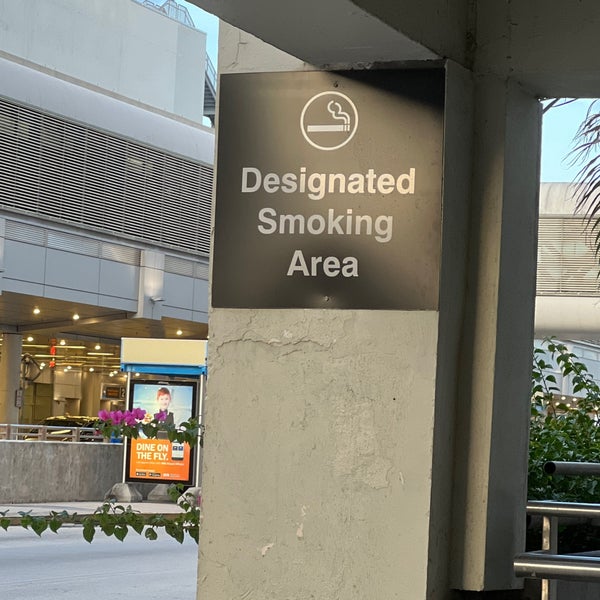 Designated
Smoking
Area
DINE ON
THE FLY.